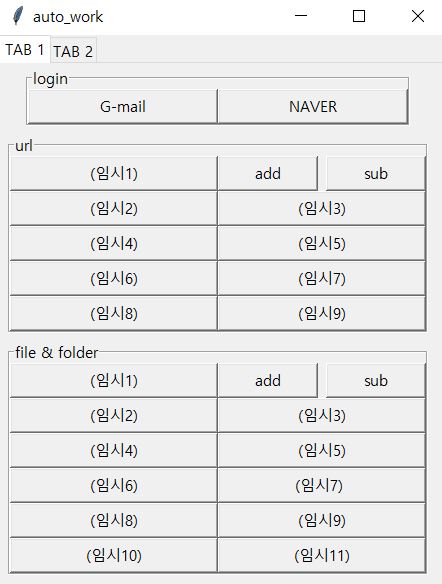 auto_work
TAB 1 TAB 2
login
G-mail NAVER
url
(임시1) add sub
(임시2) (임시3)
(임시4) (임시5)
(임시6) (임시7)
(임시8) (임시9)
file & folder
(임시1) add sub
(임시2) (임시3)
(임시4) (임시5)
(임시6) (임시7)
(임시8) (임시9)
(임시10) (임시11)